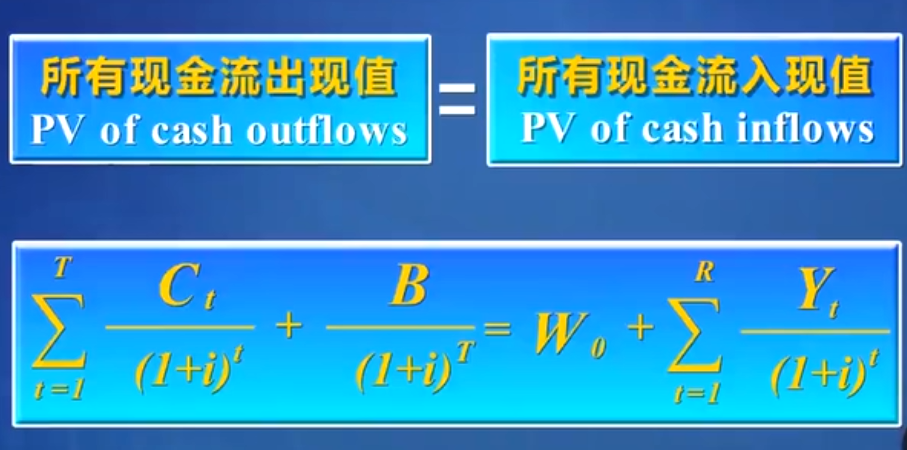 所有现金流出现值 = 所有现金流入现值
PV of cash outflows PV of cash inflows
\sum_{t=1}^{T} \frac{C_t}{(1+i)^t} + \frac{B}{(1+i)^T} = W_0 + \sum_{t=1}^{R} \frac{Y_t}{(1+i)^t}